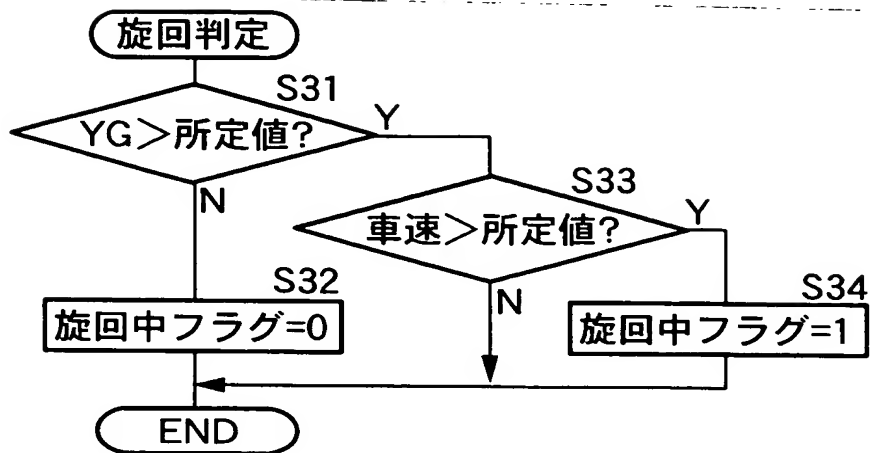 旋回判定
S31
YG＞所定値?
Y
N
S33
車速＞所定値?
Y
N
S32
旋回中フラグ=0
S34
旋回中フラグ=1
END